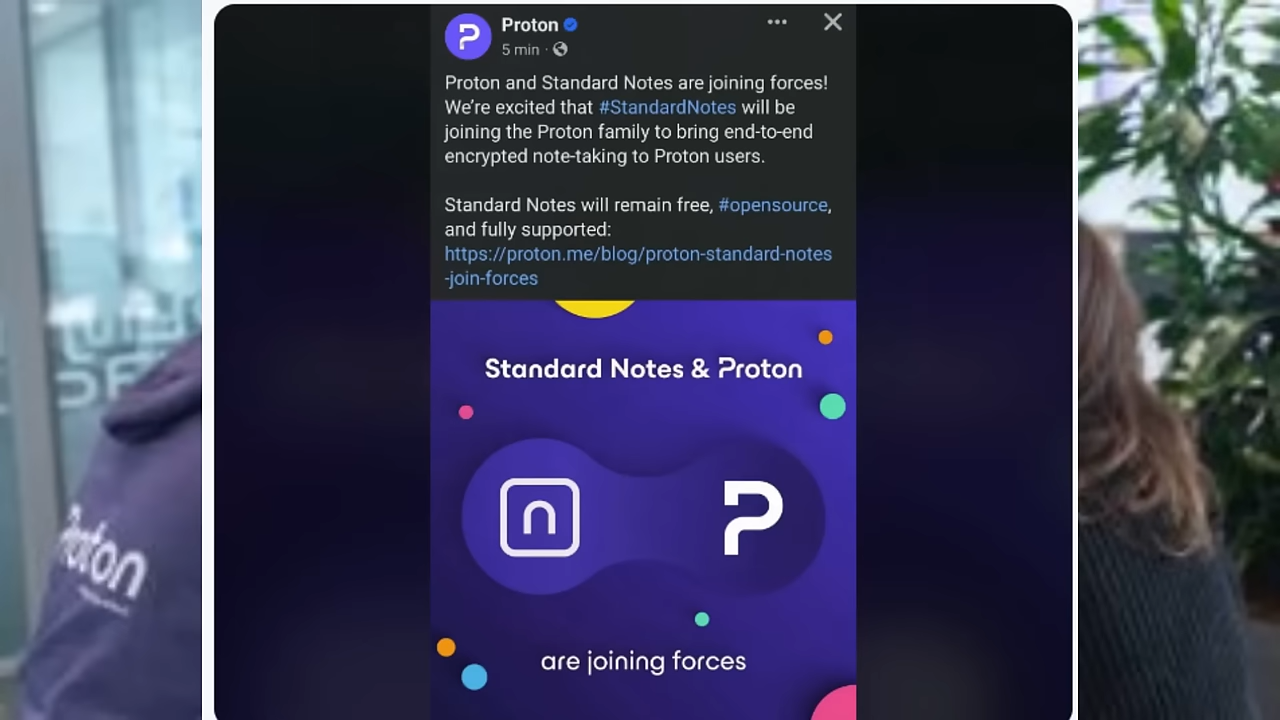 Proton
5 min ·
Proton and Standard Notes are joining forces!
We’re excited that #StandardNotes will be
joining the Proton family to bring end-to-end
encrypted note-taking to Proton users.
Standard Notes will remain free, #opensource,
and fully supported:
https://proton.me/blog/proton-standard-notes
-join-forces
Standard Notes & Proton
are joining forces
Proton